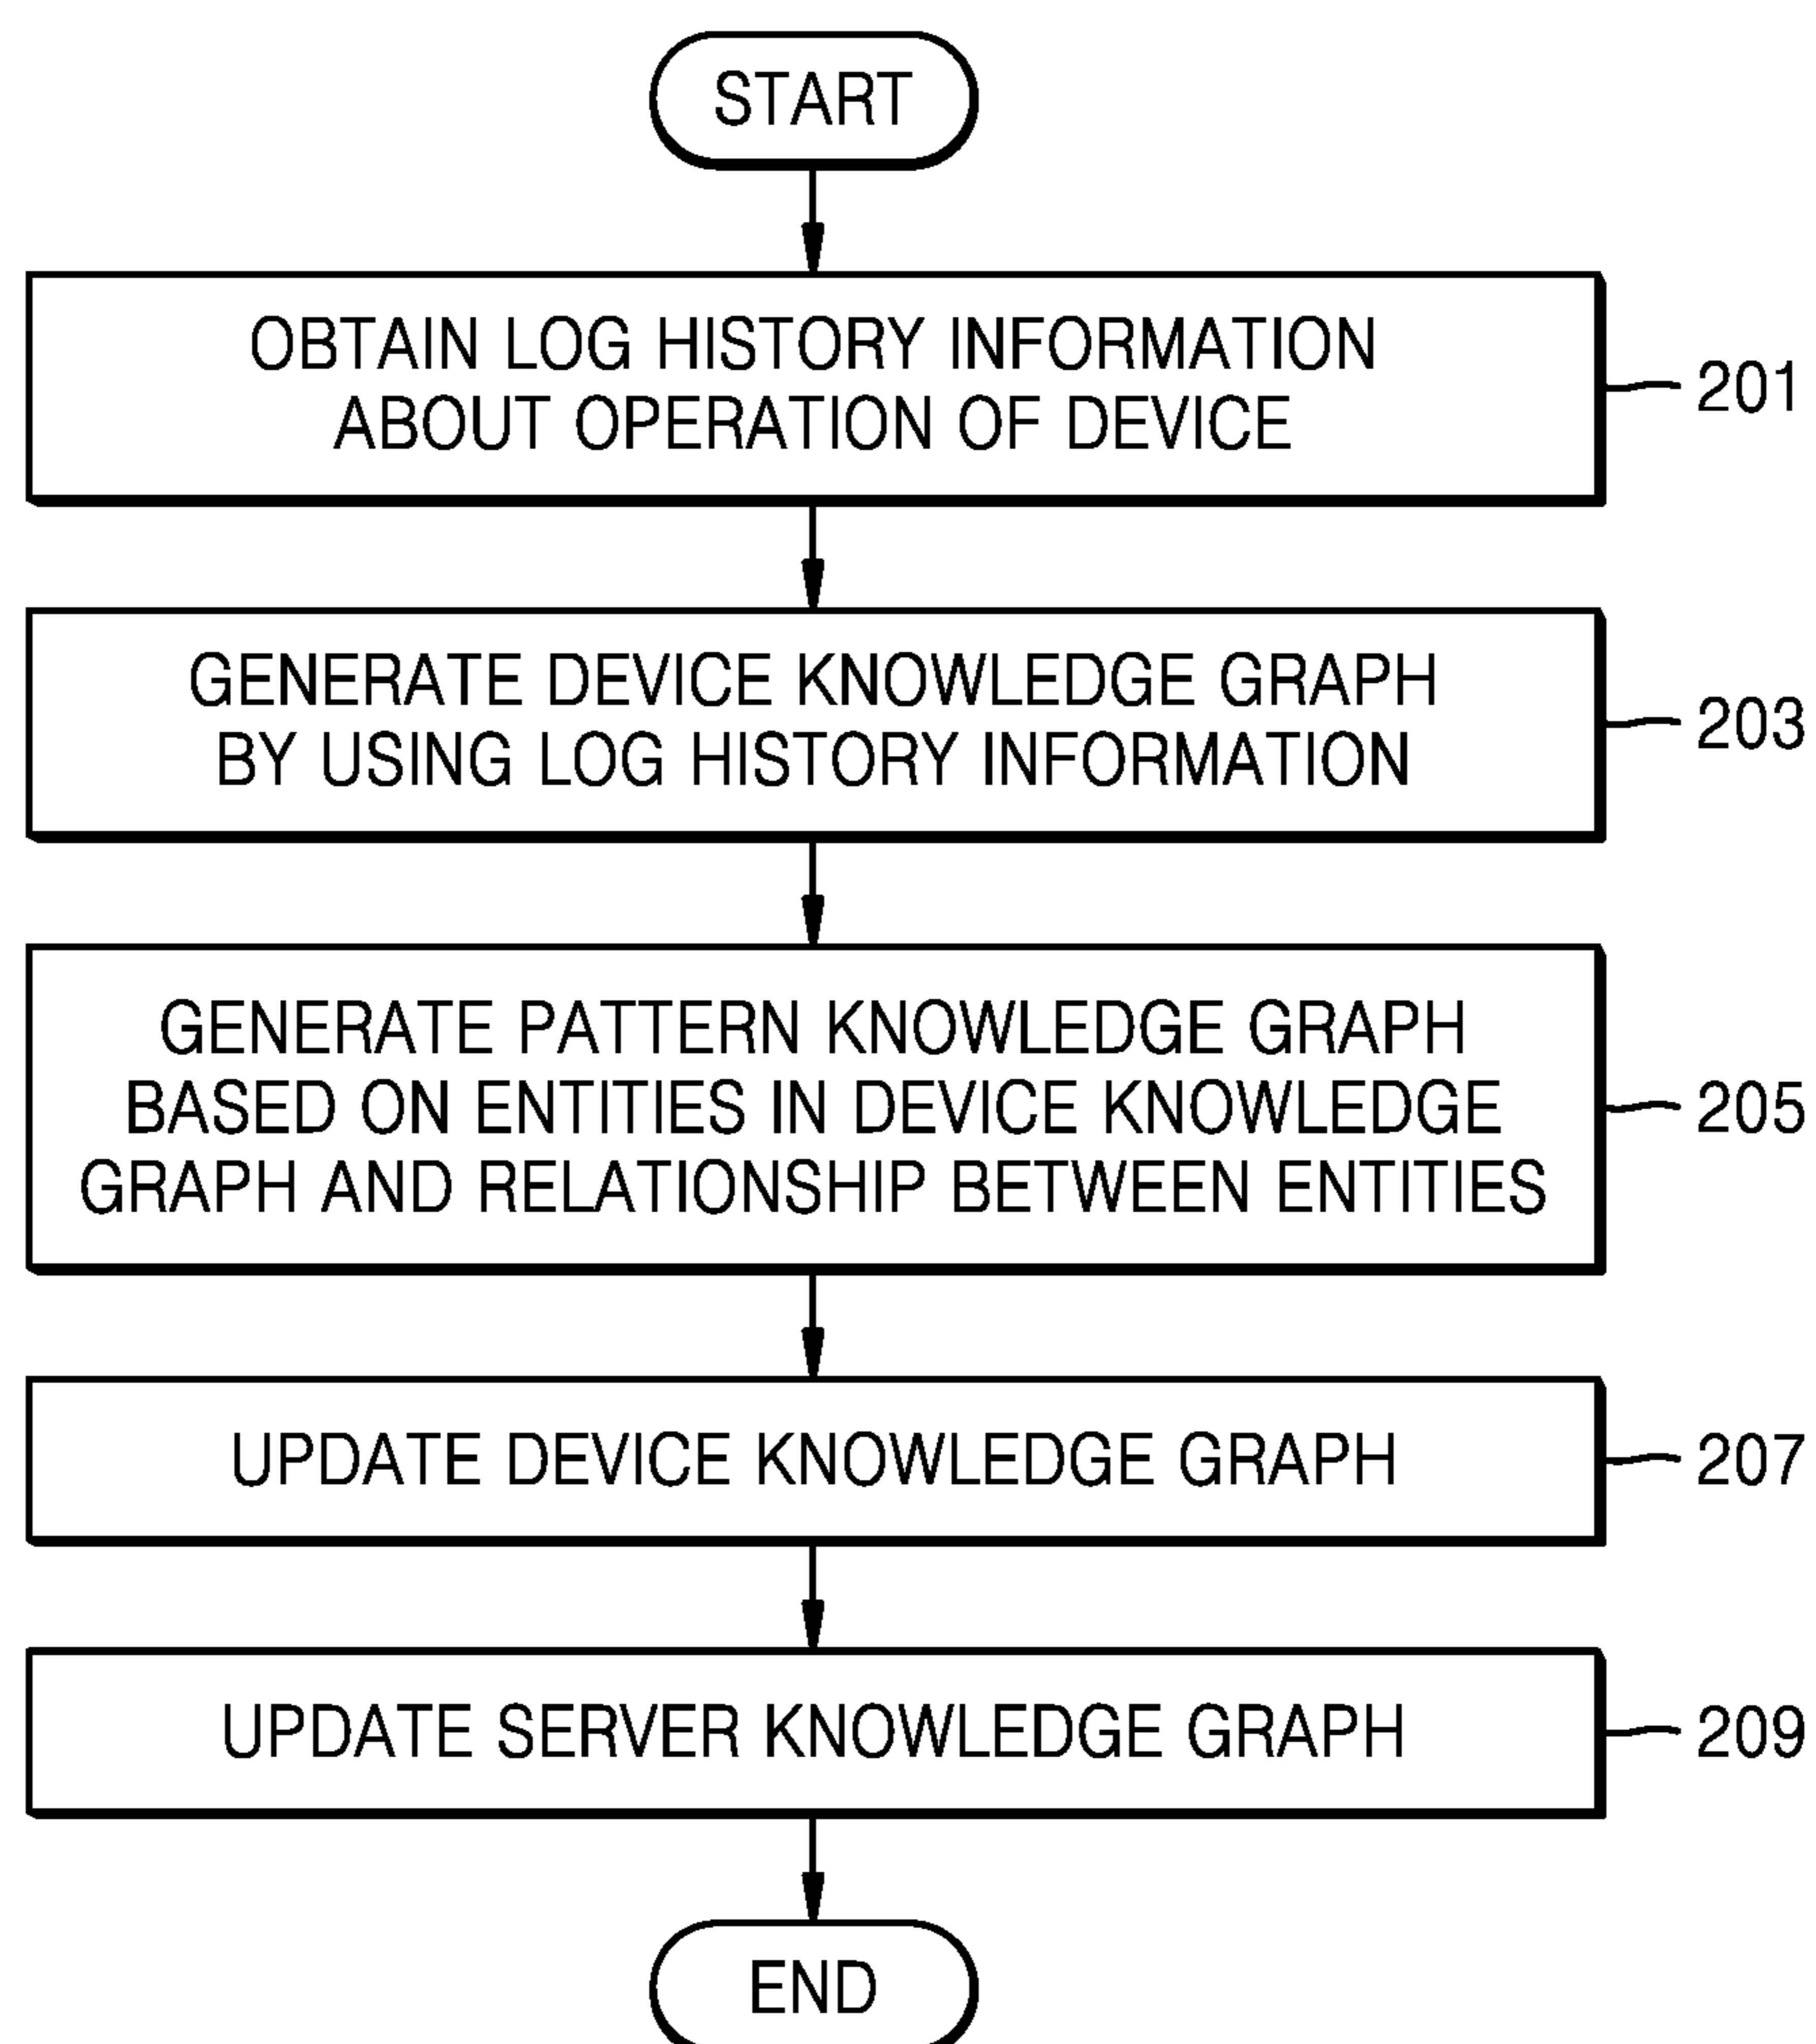 START
OBTAIN LOG HISTORY INFORMATION
ABOUT OPERATION OF DEVICE
201
GENERATE DEVICE KNOWLEDGE GRAPH
BY USING LOG HISTORY INFORMATION
203
GENERATE PATTERN KNOWLEDGE GRAPH
BASED ON ENTITIES IN DEVICE KNOWLEDGE
GRAPH AND RELATIONSHIP BETWEEN ENTITIES
205
UPDATE DEVICE KNOWLEDGE GRAPH
207
UPDATE SERVER KNOWLEDGE GRAPH
209
END